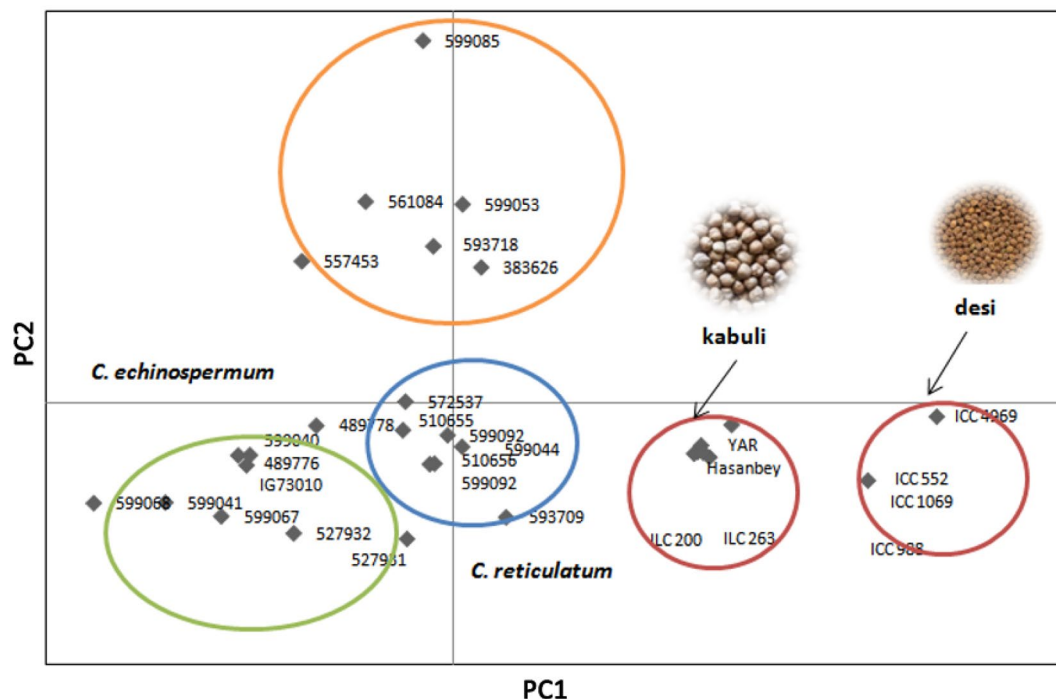 599085
561084
599053
593718
557453
383626
kabuli
desi
PC2
C. echinospermum
572537
ICC 4969
489778
510655
599092
YAR
599040
599044
489776
510656
Hasanbey
IG73010
599092
ICC 552
599068
599041
ICC 1069
599067
593709
527932
ILC 200
ILC 263
527931
ICC 988
C. reticulatum
PC1